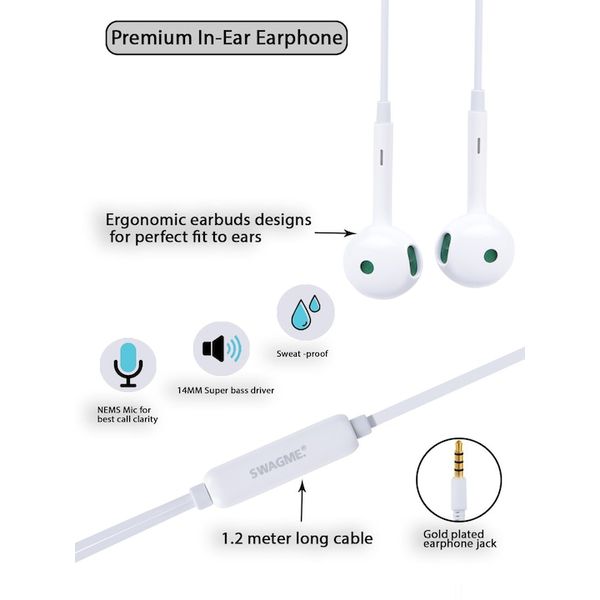 Premium In-Ear Earphone
Ergonomic earbuds designs
for perfect fit to ears
Sweat -proof
14MM Super bass driver
NEMS Mic for
best call clarity
SWAGME®
1.2 meter long cable
Gold plated
earphone jack